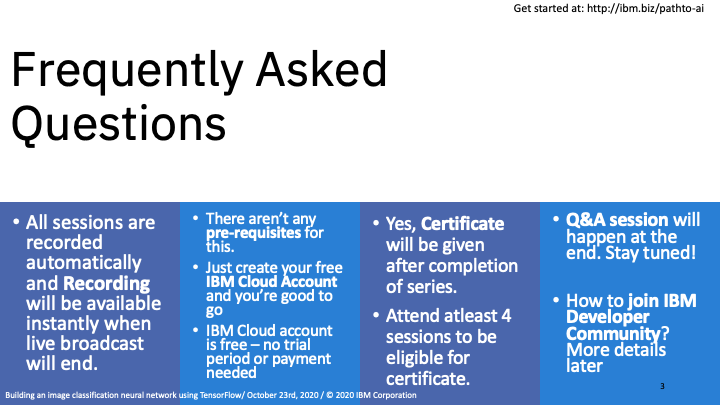 Get started at: http://ibm.biz/pathto-ai
Frequently Asked
Questions
• All sessions are
recorded
automatically
and Recording
will be available
instantly when
live broadcast
will end.
• There aren't any
pre-requisites for
this.
• Just create your free
IBM Cloud Account
and you're good to
go
• IBM Cloud account
is free – no trial
period or payment
needed
• Yes, Certificate
will be given
after completion
of series.
• Attend atleast 4
sessions to be
eligible for
certificate.
• Q&A session will
happen at the
end. Stay tuned!
• How to join IBM
Developer
Community?
More details
later
3
Building an image classification neural network using TensorFlow/ October 23rd, 2020 / © 2020 IBM Corporation